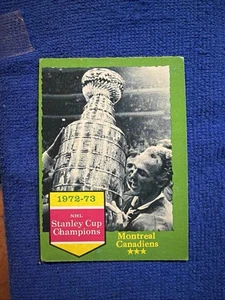 1972-73
NHL
Stanley Cup
Champions
Montreal
Canadiens
★★★